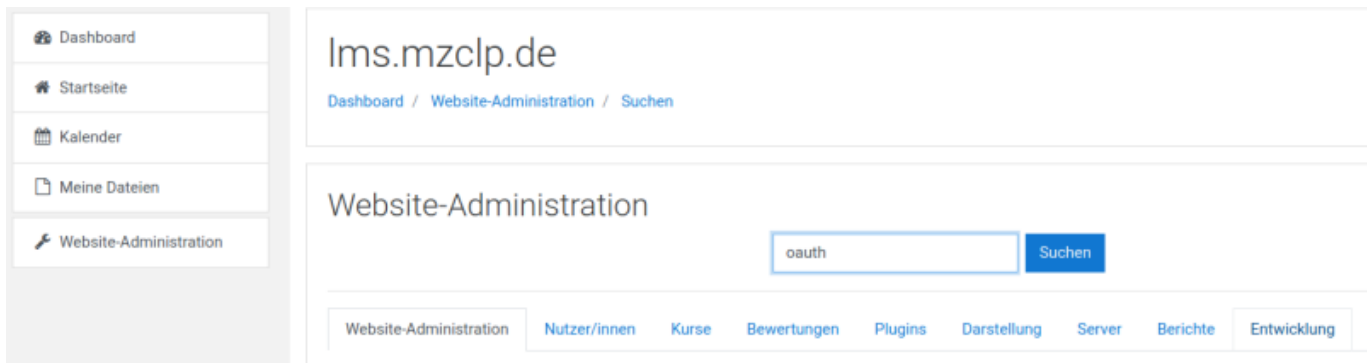 Dashboard
Startseite
Kalender
Meine Dateien
Website-Administration
lms.mzclp.de
Dashboard / Website-Administration / Suchen
Website-Administration
oauth Suchen
Website-Administration Nutzer/innen Kurse Bewertungen Plugins Darstellung Server Berichte Entwicklung